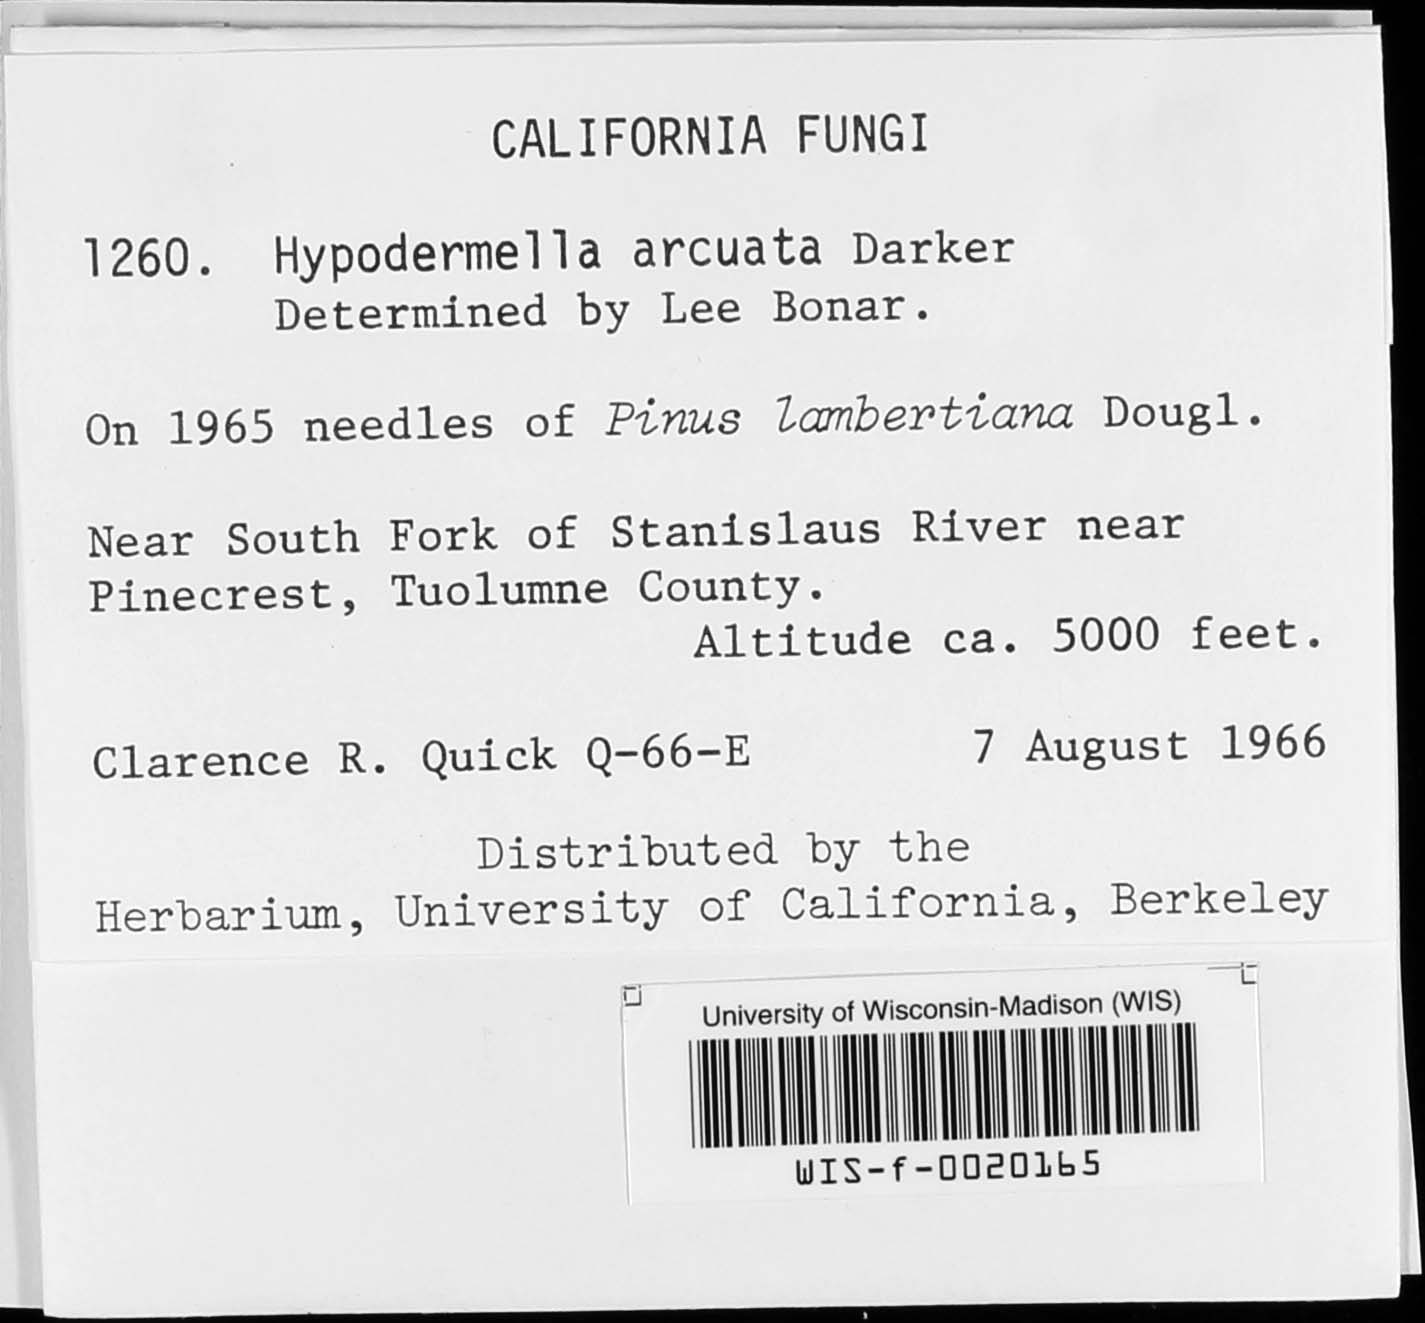 CALIFORNIA FUNGI
1260. Hypodermella arcuata Darker
Determined by Lee Bonar.
On 1965 needles of Pinus lambertiana Dougl.
Near South Fork of Stanislaus River near
Pinecrest, Tuolumne County.
Altitude ca. 5000 feet.
Clarence R. Quick Q-66-E 7 August 1966
Distributed by the
Herbarium, University of California, Berkeley
University of Wisconsin-Madison (WIS)
WIS-f-0020165